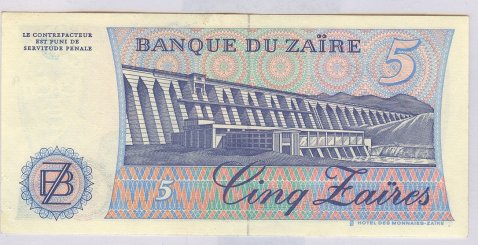 LE CONTREFACTEUR
EST PUNI DE
SERVITUDE PENALE
BANQUE DU ZAÏRE
5
BZ
5
Cinq Zaïres
HOTEL DES MONNAIES-ZAIRE